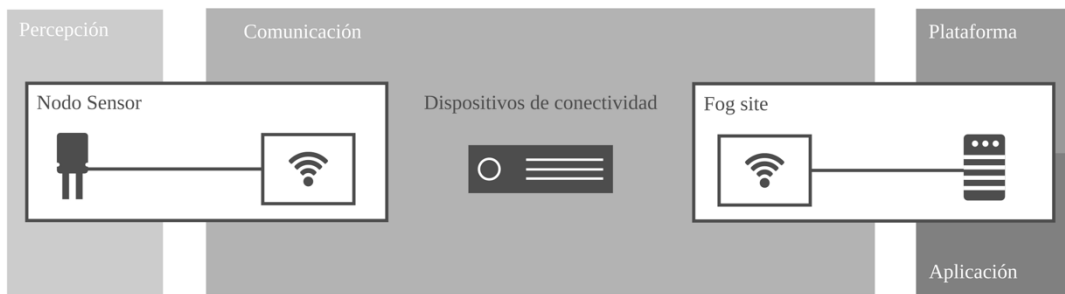 Percepción
Comunicación
Plataforma
Nodo Sensor
Dispositivos de conectividad
Fog site
Aplicación